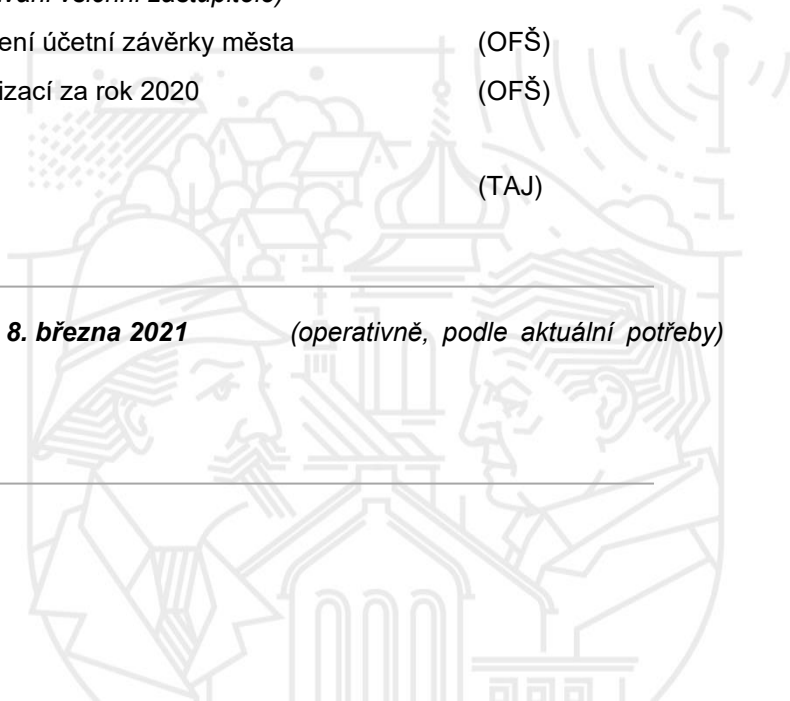 ení účetní závěrky města (OFŠ)
izací za rok 2020 (OFŠ)
(TAJ)
8. března 2021 (operativně, podle aktuální potřeby)